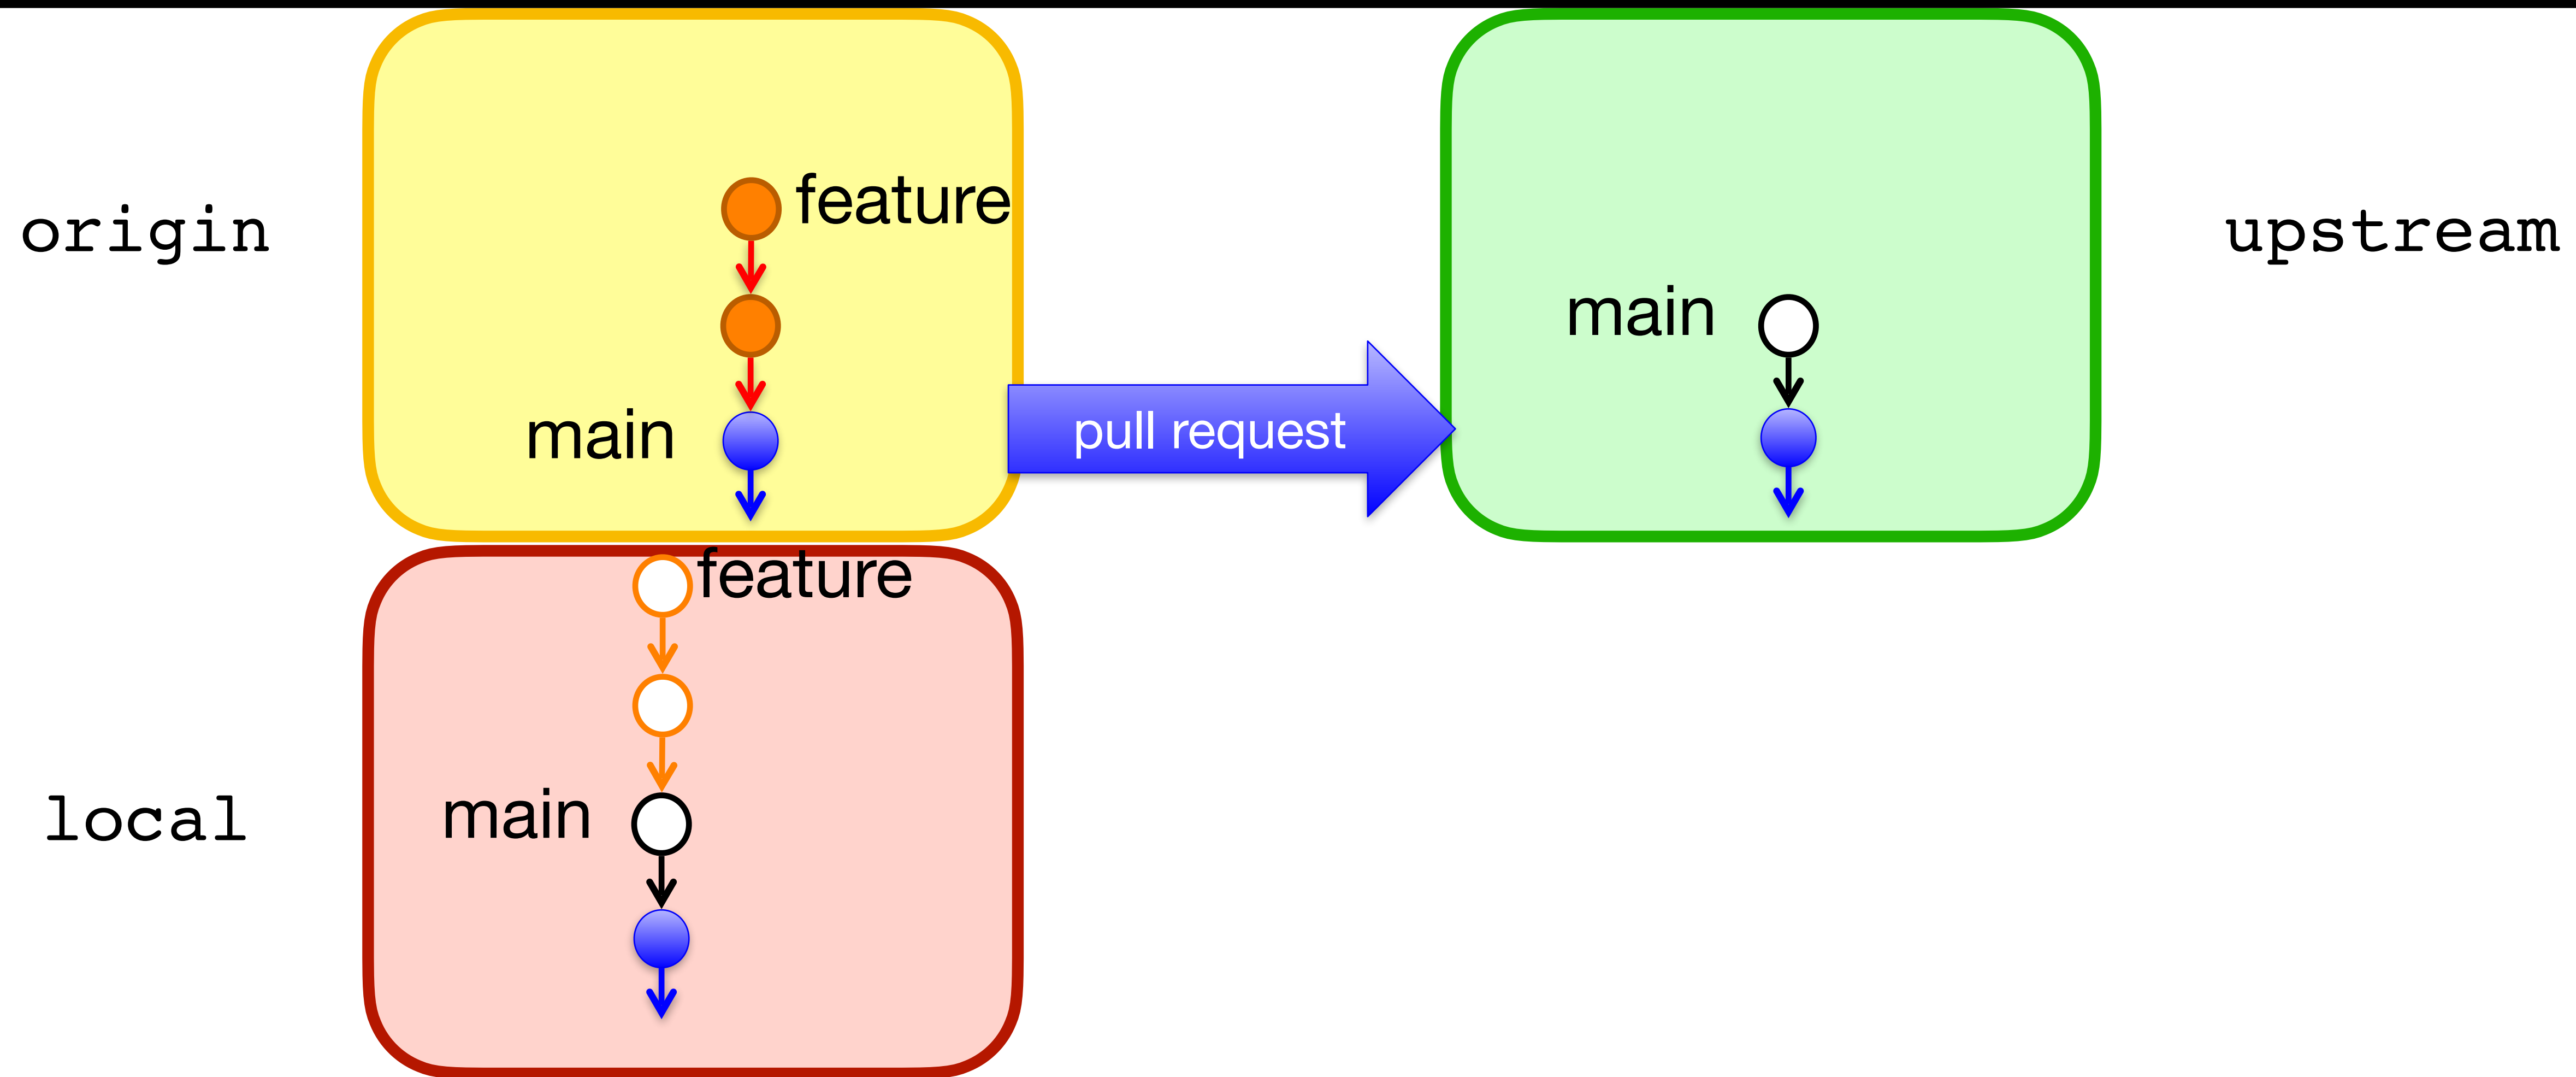 origin
feature
main
pull request
main
upstream
feature
main
local